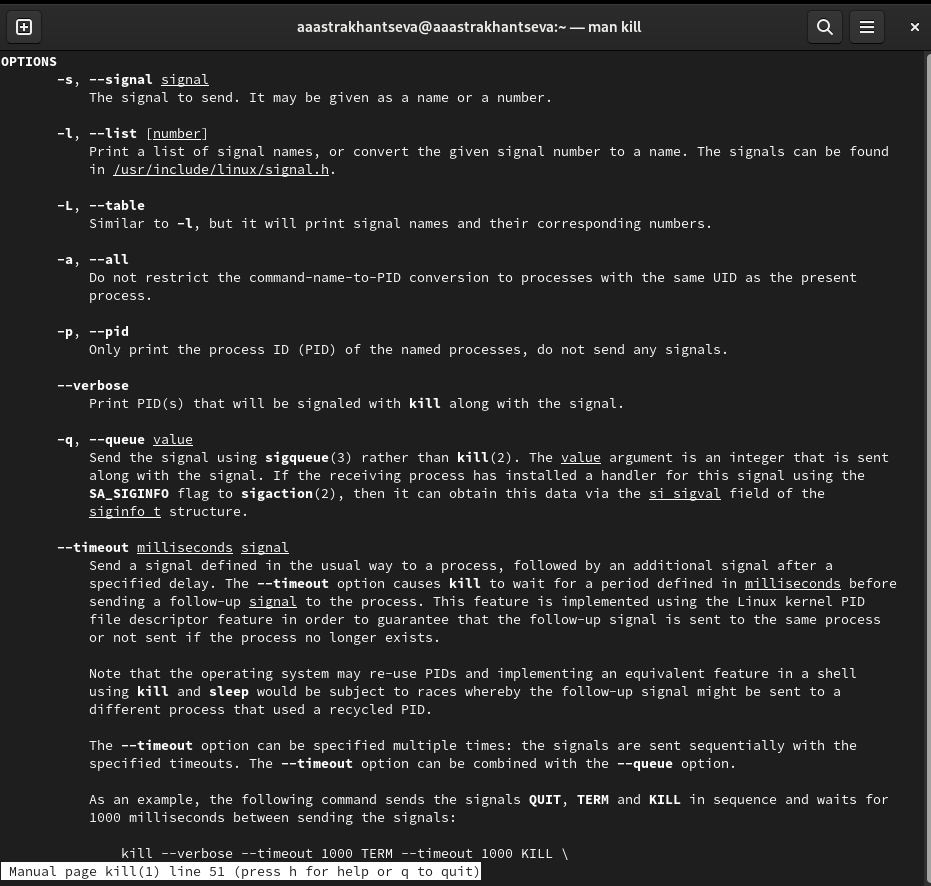 aaastrakhantseva@aaastrakhantseva:~ — man kill
OPTIONS
-s, --signal signal
The signal to send. It may be given as a name or a number.
-l, --list [number]
Print a list of signal names, or convert the given signal number to a name. The signals can be found
in /usr/include/linux/signal.h.
-L, --table
Similar to -l, but it will print signal names and their corresponding numbers.
-a, --all
Do not restrict the command-name-to-PID conversion to processes with the same UID as the present
process.
-p, --pid
Only print the process ID (PID) of the named processes, do not send any signals.
--verbose
Print PID(s) that will be signaled with kill along with the signal.
-q, --queue value
Send the signal using sigqueue(3) rather than kill(2). The value argument is an integer that is sent
along with the signal. If the receiving process has installed a handler for this signal using the
SA_SIGINFO flag to sigaction(2), then it can obtain this data via the si_sigval field of the
siginfo_t structure.
--timeout milliseconds signal
Send a signal defined in the usual way to a process, followed by an additional signal after a
specified delay. The --timeout option causes kill to wait for a period defined in milliseconds before
sending a follow-up signal to the process. This feature is implemented using the Linux kernel PID
file descriptor feature in order to guarantee that the follow-up signal is sent to the same process
or not sent if the process no longer exists.
Note that the operating system may re-use PIDs and implementing an equivalent feature in a shell
using kill and sleep would be subject to races whereby the follow-up signal might be sent to a
different process that used a recycled PID.
The --timeout option can be specified multiple times: the signals are sent sequentially with the
specified timeouts. The --timeout option can be combined with the --queue option.
As an example, the following command sends the signals QUIT, TERM and KILL in sequence and waits for
1000 milliseconds between sending the signals:
kill --verbose --timeout 1000 TERM --timeout 1000 KILL \
Manual page kill(1) line 51 (press h for help or q to quit)